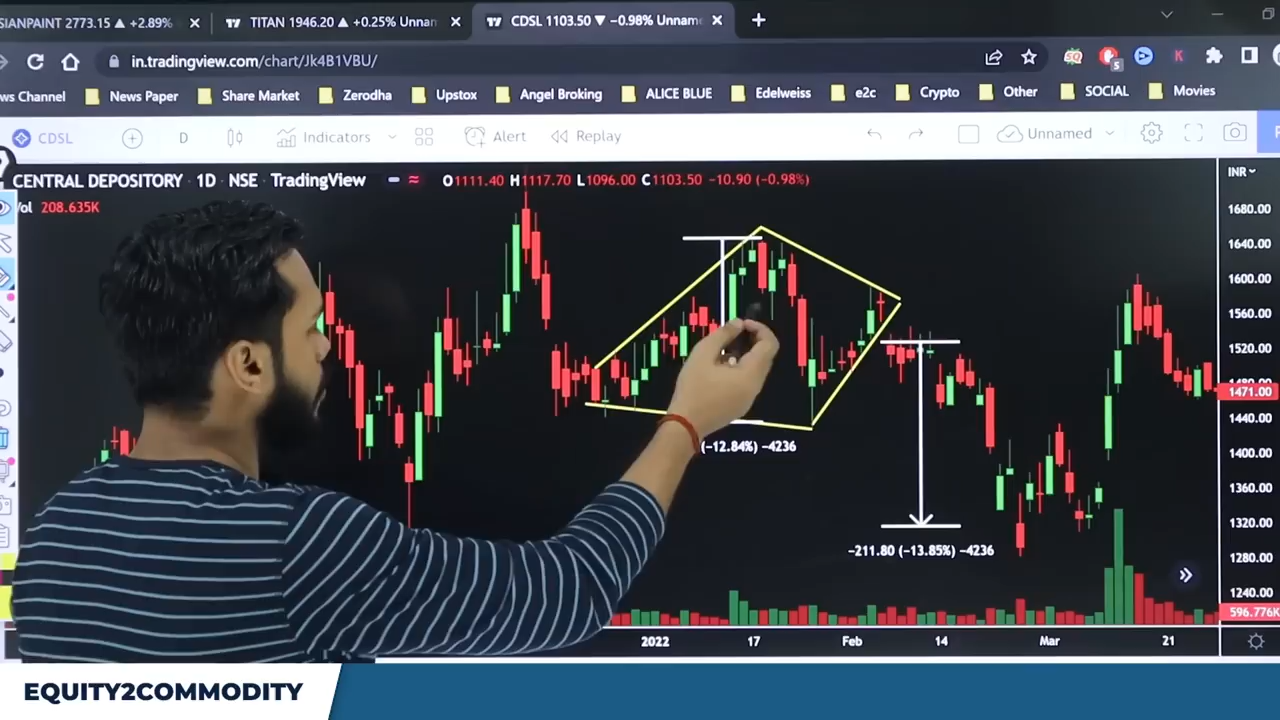 SIANPAINT 2773.15 ▲ +2.89%
TITAN 1946.20 ▲ +0.25% Unnan
CDSL 1103.50 ▼ −0.98% Unname
in.tradingview.com/chart/Jk4B1VBU/
ws Channel News Paper Share Market Zerodha Upstox Angel Broking ALICE BLUE Edelweiss e2c Crypto Other SOCIAL Movies
CDSL D Indicators Alert Replay Unnamed
CENTRAL DEPOSITORY · 1D · NSE · TradingView O1111.40 H1117.70 L1096.00 C1103.50 −10.90 (−0.98%)
INR
Vol 208.635K
1680.00
1640.00
1600.00
1560.00
1520.00
1480.00
1471.00
1440.00
(−12.84%) −4236
1400.00
1360.00
1320.00
−211.80 (−13.85%) −4236
1280.00
1240.00
596.776K
2022 17 Feb 14 Mar 21
EQUITY2COMMODITY